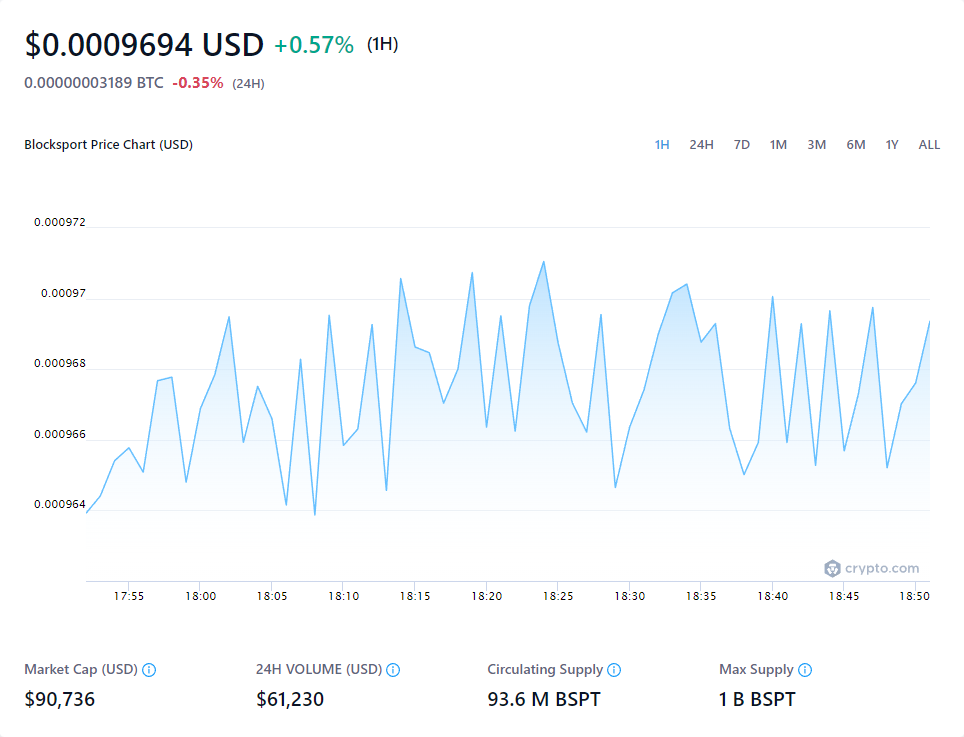 $0.0009694 USD +0.57% (1H)
0.00000003189 BTC -0.35% (24H)
Blocksport Price Chart (USD) 1H 24H 7D 1M 3M 6M 1Y ALL
0.000972
0.00097
0.000968
0.000966
0.000964
crypto.com
17:55 18:00 18:05 18:10 18:15 18:20 18:25 18:30 18:35 18:40 18:45 18:50
Market Cap (USD) 24H VOLUME (USD) Circulating Supply Max Supply
$90,736 $61,230 93.6 M BSPT 1 B BSPT